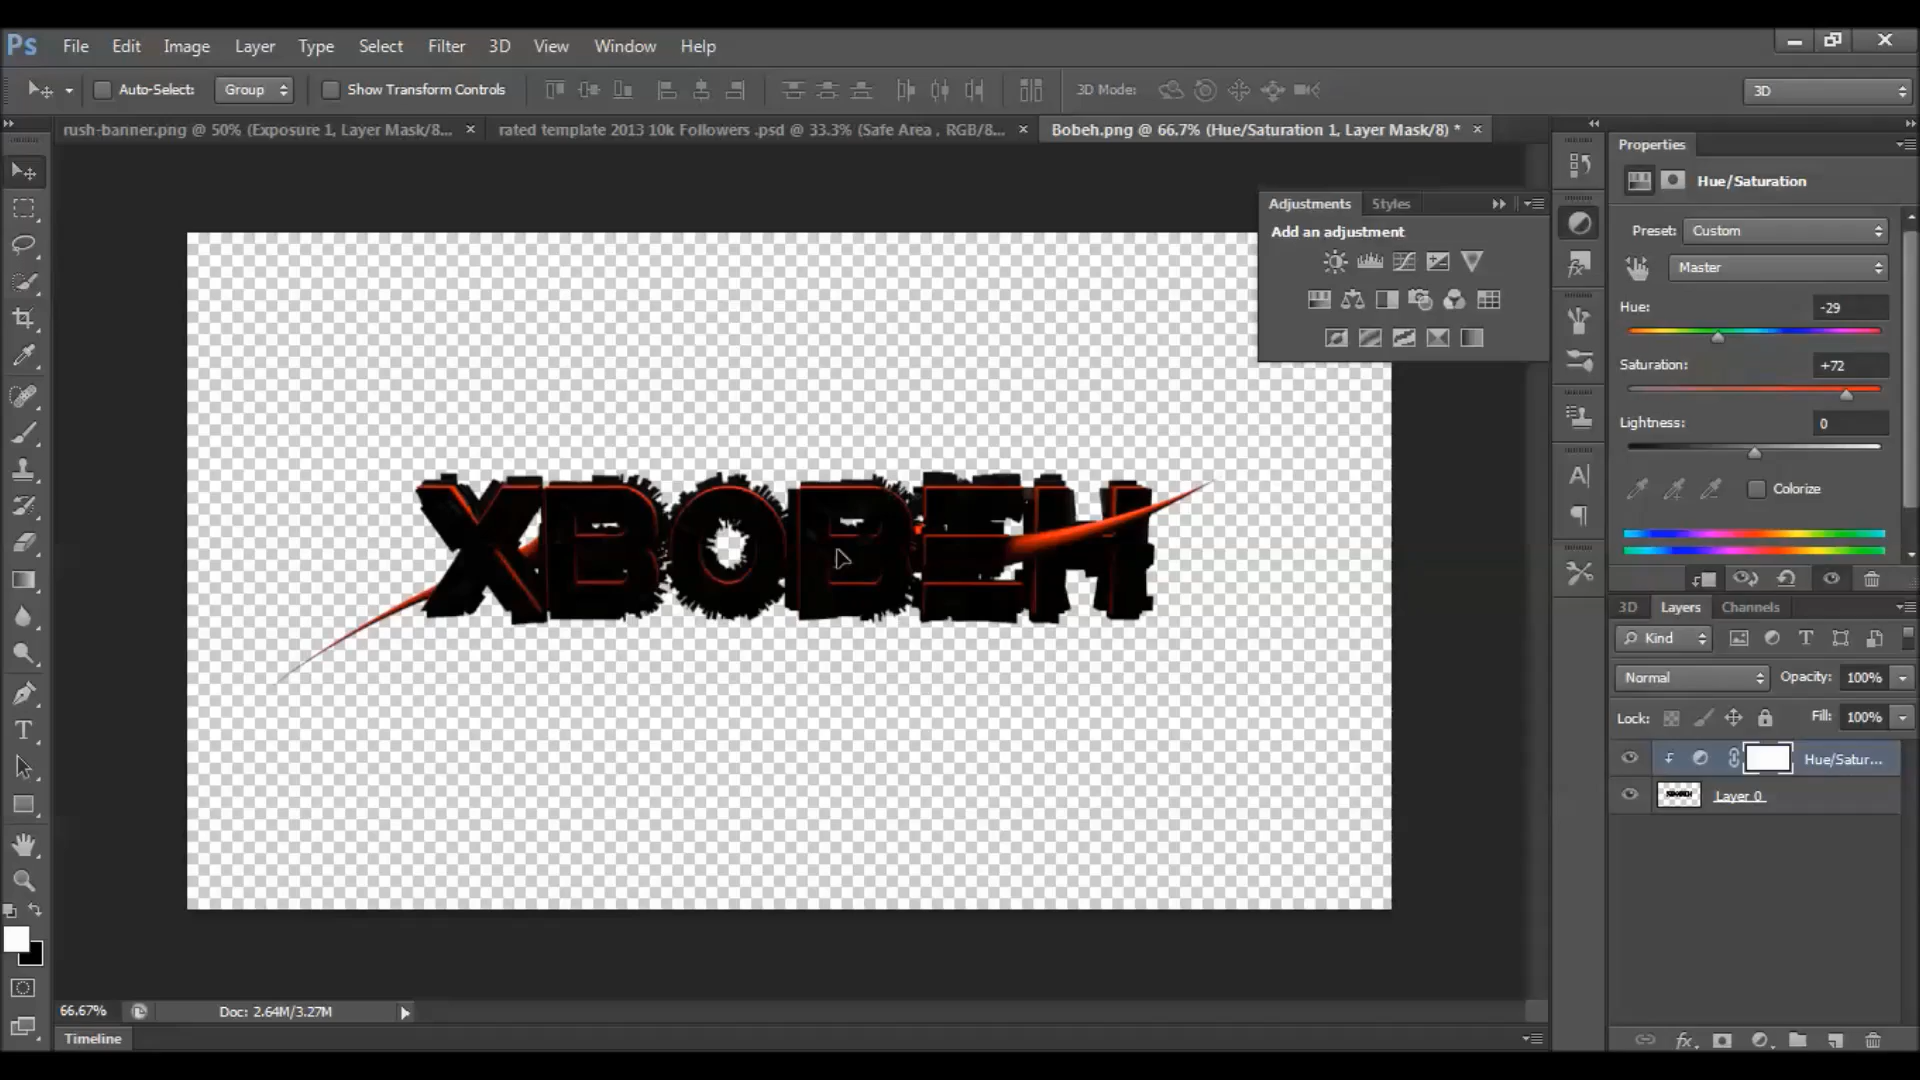 Ps File Edit Image Layer Type Select Filter 3D View Window Help
Auto-Select: Group Show Transform Controls 3D Mode: 3D
rush-banner.png @ 50% (Exposure 1, Layer Mask/8... × rated template 2013 10k Followers .psd @ 33.3% (Safe Area , RGB/8... × Bobeh.png @ 66.7% (Hue/Saturation 1, Layer Mask/8) * ×
Adjustments Styles
Add an adjustment
XBOBEH
Properties
Hue/Saturation
Preset: Custom
Master
Hue: -29
Saturation: +72
Lightness: 0
Colorize
3D Layers Channels
Kind
Normal Opacity: 100%
Lock: Fill: 100%
Hue/Satur...
Layer 0
66.67% Doc: 2.64M/3.27M
Timeline